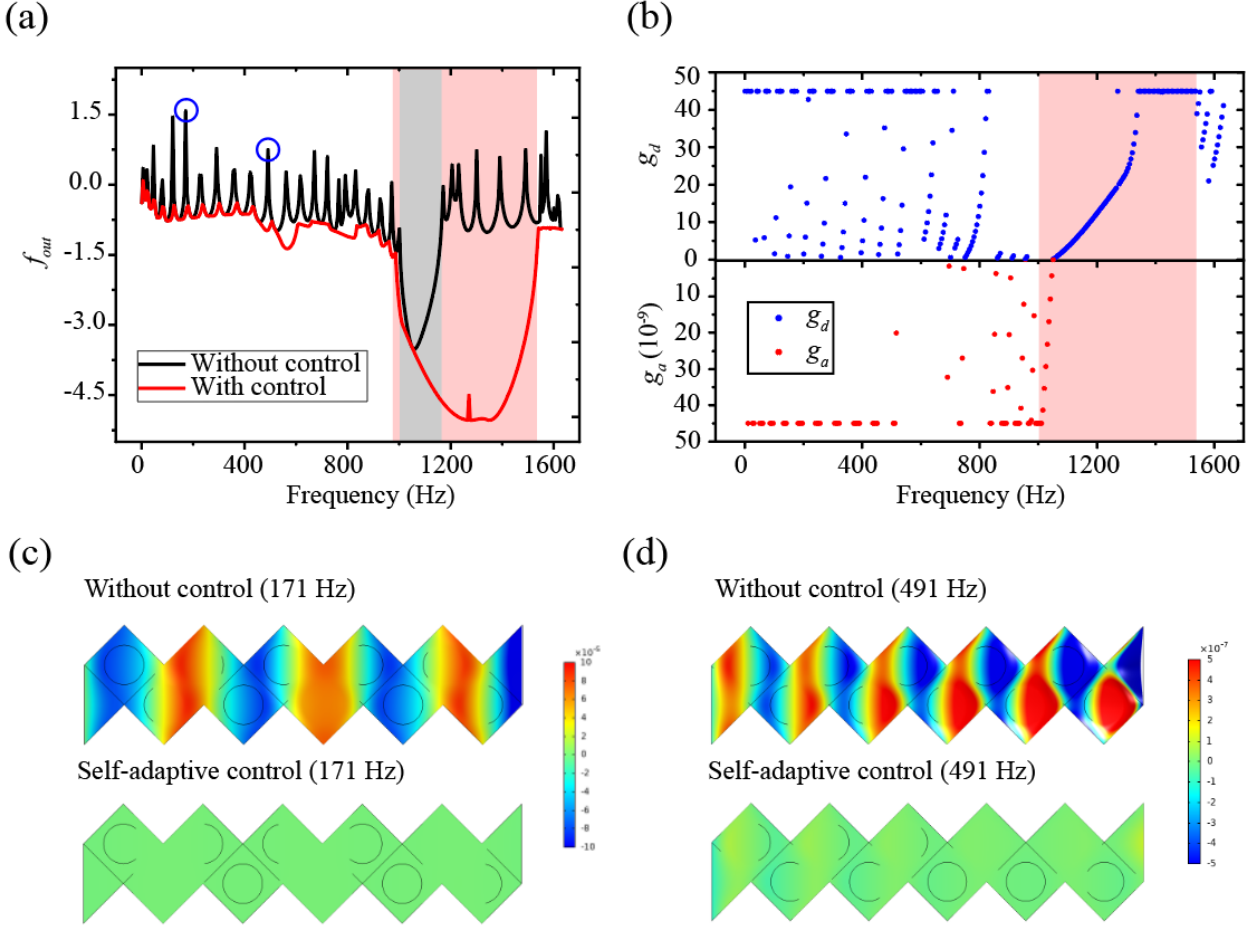 (a)
1.5
0.0
-1.5
-3.0
-4.5
f_out
Without control
With control
0 400 800 1200 1600
Frequency (Hz)
(b)
50
40
30
20
10
0
g_d
10
20
30
40
50
g_a (10^-9)
g_d
g_a
0 400 800 1200 1600
Frequency (Hz)
(c)
Without control (171 Hz)
10
8
6
4
2
0
-2
-4
-6
-8
-10
Self-adaptive control (171 Hz)
(d)
Without control (491 Hz)
×10^-7
5
4
3
2
1
0
-1
-2
-3
-4
-5
Self-adaptive control (491 Hz)